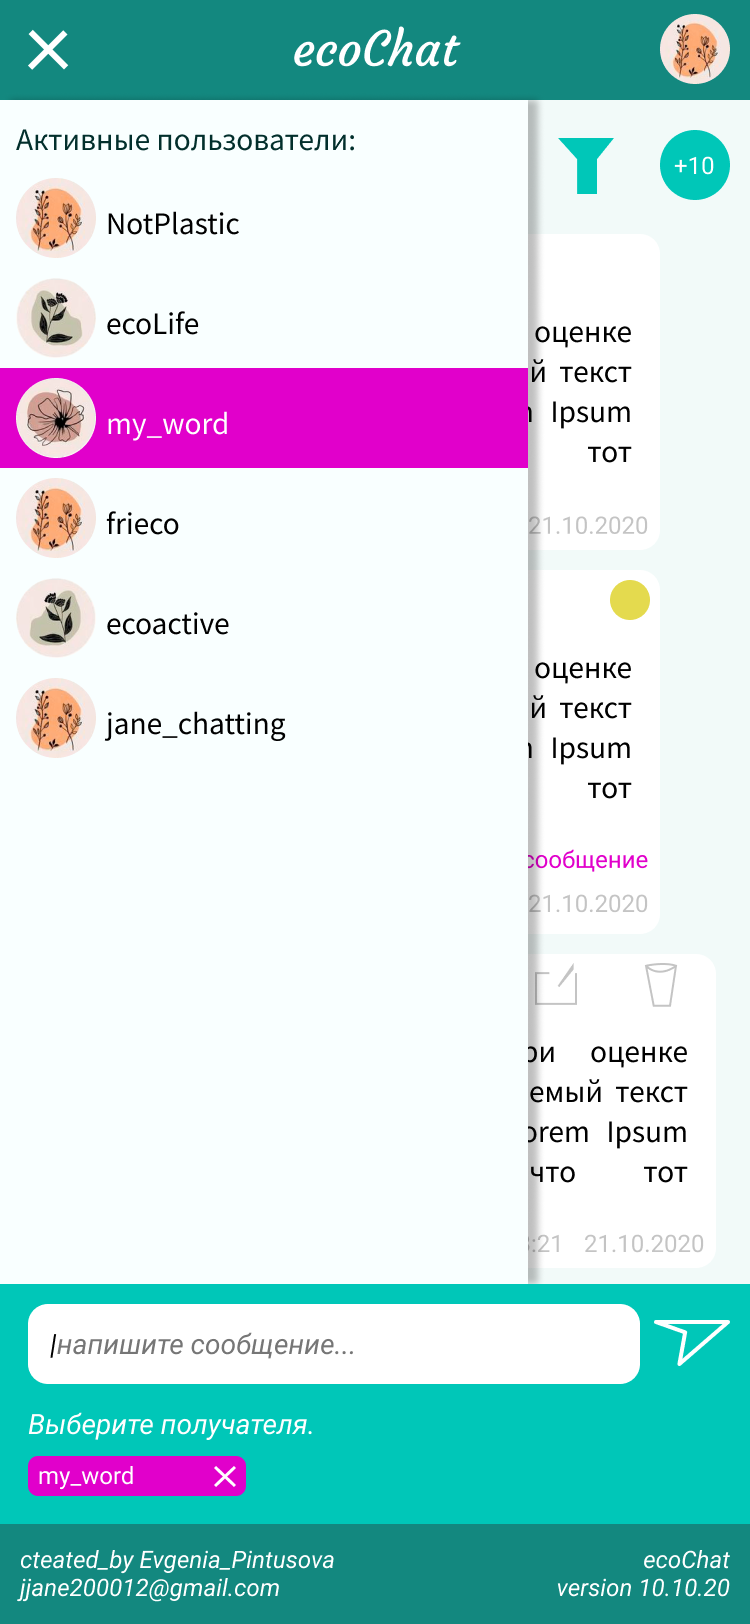 ecoChat
Активные пользователи:
+10
NotPlastic
ecoLife
my_word
frieco
ecoactive
jane_chatting
оценке
й текст
Ipsum
тот
21.10.2020
оценке
й текст
Ipsum
тот
сообщение
21.10.2020
ри оценке
емый текст
orem Ipsum
что тот
:21 21.10.2020
напишите сообщение...
Выберите получателя.
my_word
cteated_by Evgenia_Pintusova
jjane200012@gmail.com
ecoChat
version 10.10.20